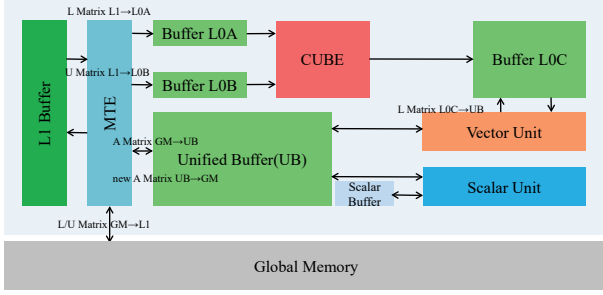 L Matrix L1→L0A
Buffer L0A
U Matrix L1→L0B
Buffer L0B
CUBE
Buffer L0C
L1 Buffer
MTE
L Matrix L0C→UB
A Matrix GM→UB
Unified Buffer(UB)
new A Matrix UB→GM
Vector Unit
Scalar
Buffer
Scalar Unit
L/U Matrix GM→L1
Global Memory